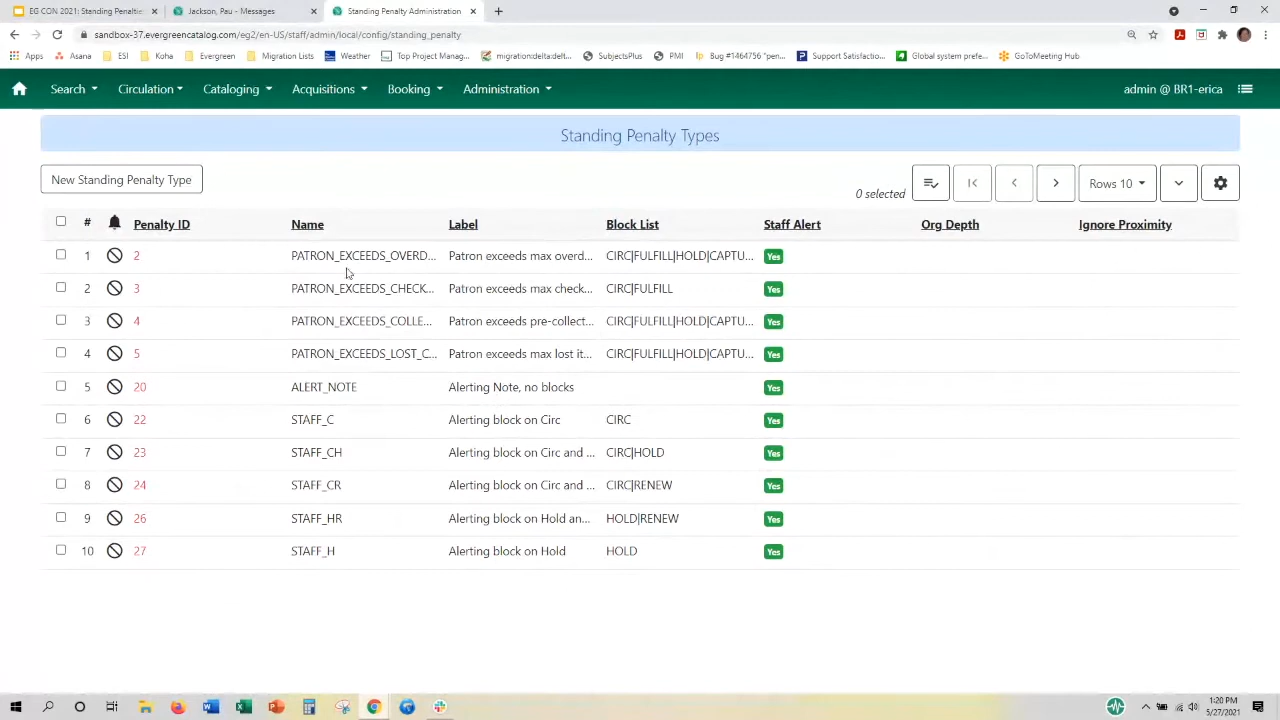 EG CON 2021: Standing Penaltie
Jackson, Pau - Messages
Standing Penalty Administration
sandbox-37.evergreencatalog.com/eg2/en-US/staff/admin/local/config/standing_penalty
Apps Asana ESI Koha Evergreen Migration Lists Weather Top Project Manag... migration:delta:delt... SubjectsPlus PMI Bug #1464756 "pen... Support Satisfactio... Global system prefe... GoToMeeting Hub
Search Circulation Cataloging Acquisitions Booking Administration admin @ BR1-erica
Standing Penalty Types
New Standing Penalty Type
0 selected
Rows 10
# Penalty ID Name Label Block List Staff Alert Org Depth Ignore Proximity
1 2 PATRON_EXCEEDS_OVERD... Patron exceeds max overd... CIRC|FULFILL|HOLD|CAPTU... Yes
2 3 PATRON_EXCEEDS_CHECK... Patron exceeds max check... CIRC|FULFILL Yes
3 4 PATRON_EXCEEDS_COLLE... Patron exceeds pre-collect... CIRC|FULFILL|HOLD|CAPTU... Yes
4 5 PATRON_EXCEEDS_LOST_C... Patron exceeds max lost it... CIRC|FULFILL|HOLD|CAPTU... Yes
5 20 ALERT_NOTE Alerting Note, no blocks Yes
6 22 STAFF_C Alerting block on Circ CIRC Yes
7 23 STAFF_CH Alerting block on Circ and ... CIRC|HOLD Yes
8 24 STAFF_CR Alerting block on Circ and ... CIRC|RENEW Yes
9 26 STAFF_HR Alerting block on Hold an... HOLD|RENEW Yes
10 27 STAFF_H Alerting block on Hold HOLD Yes
1:20 PM
5/27/2021